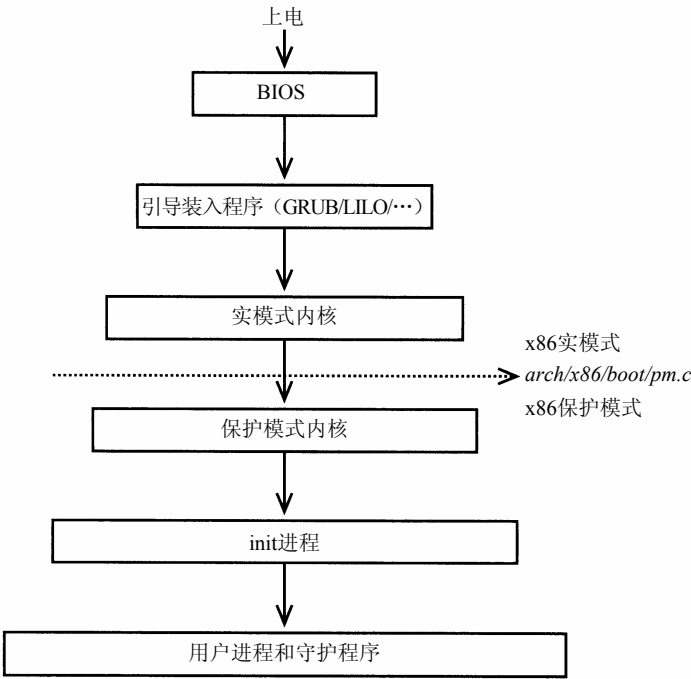 上电
BIOS
引导装入程序（GRUB/LILO/…）
实模式内核
x86实模式
arch/x86/boot/pm.c
x86保护模式
保护模式内核
init进程
用户进程和守护程序